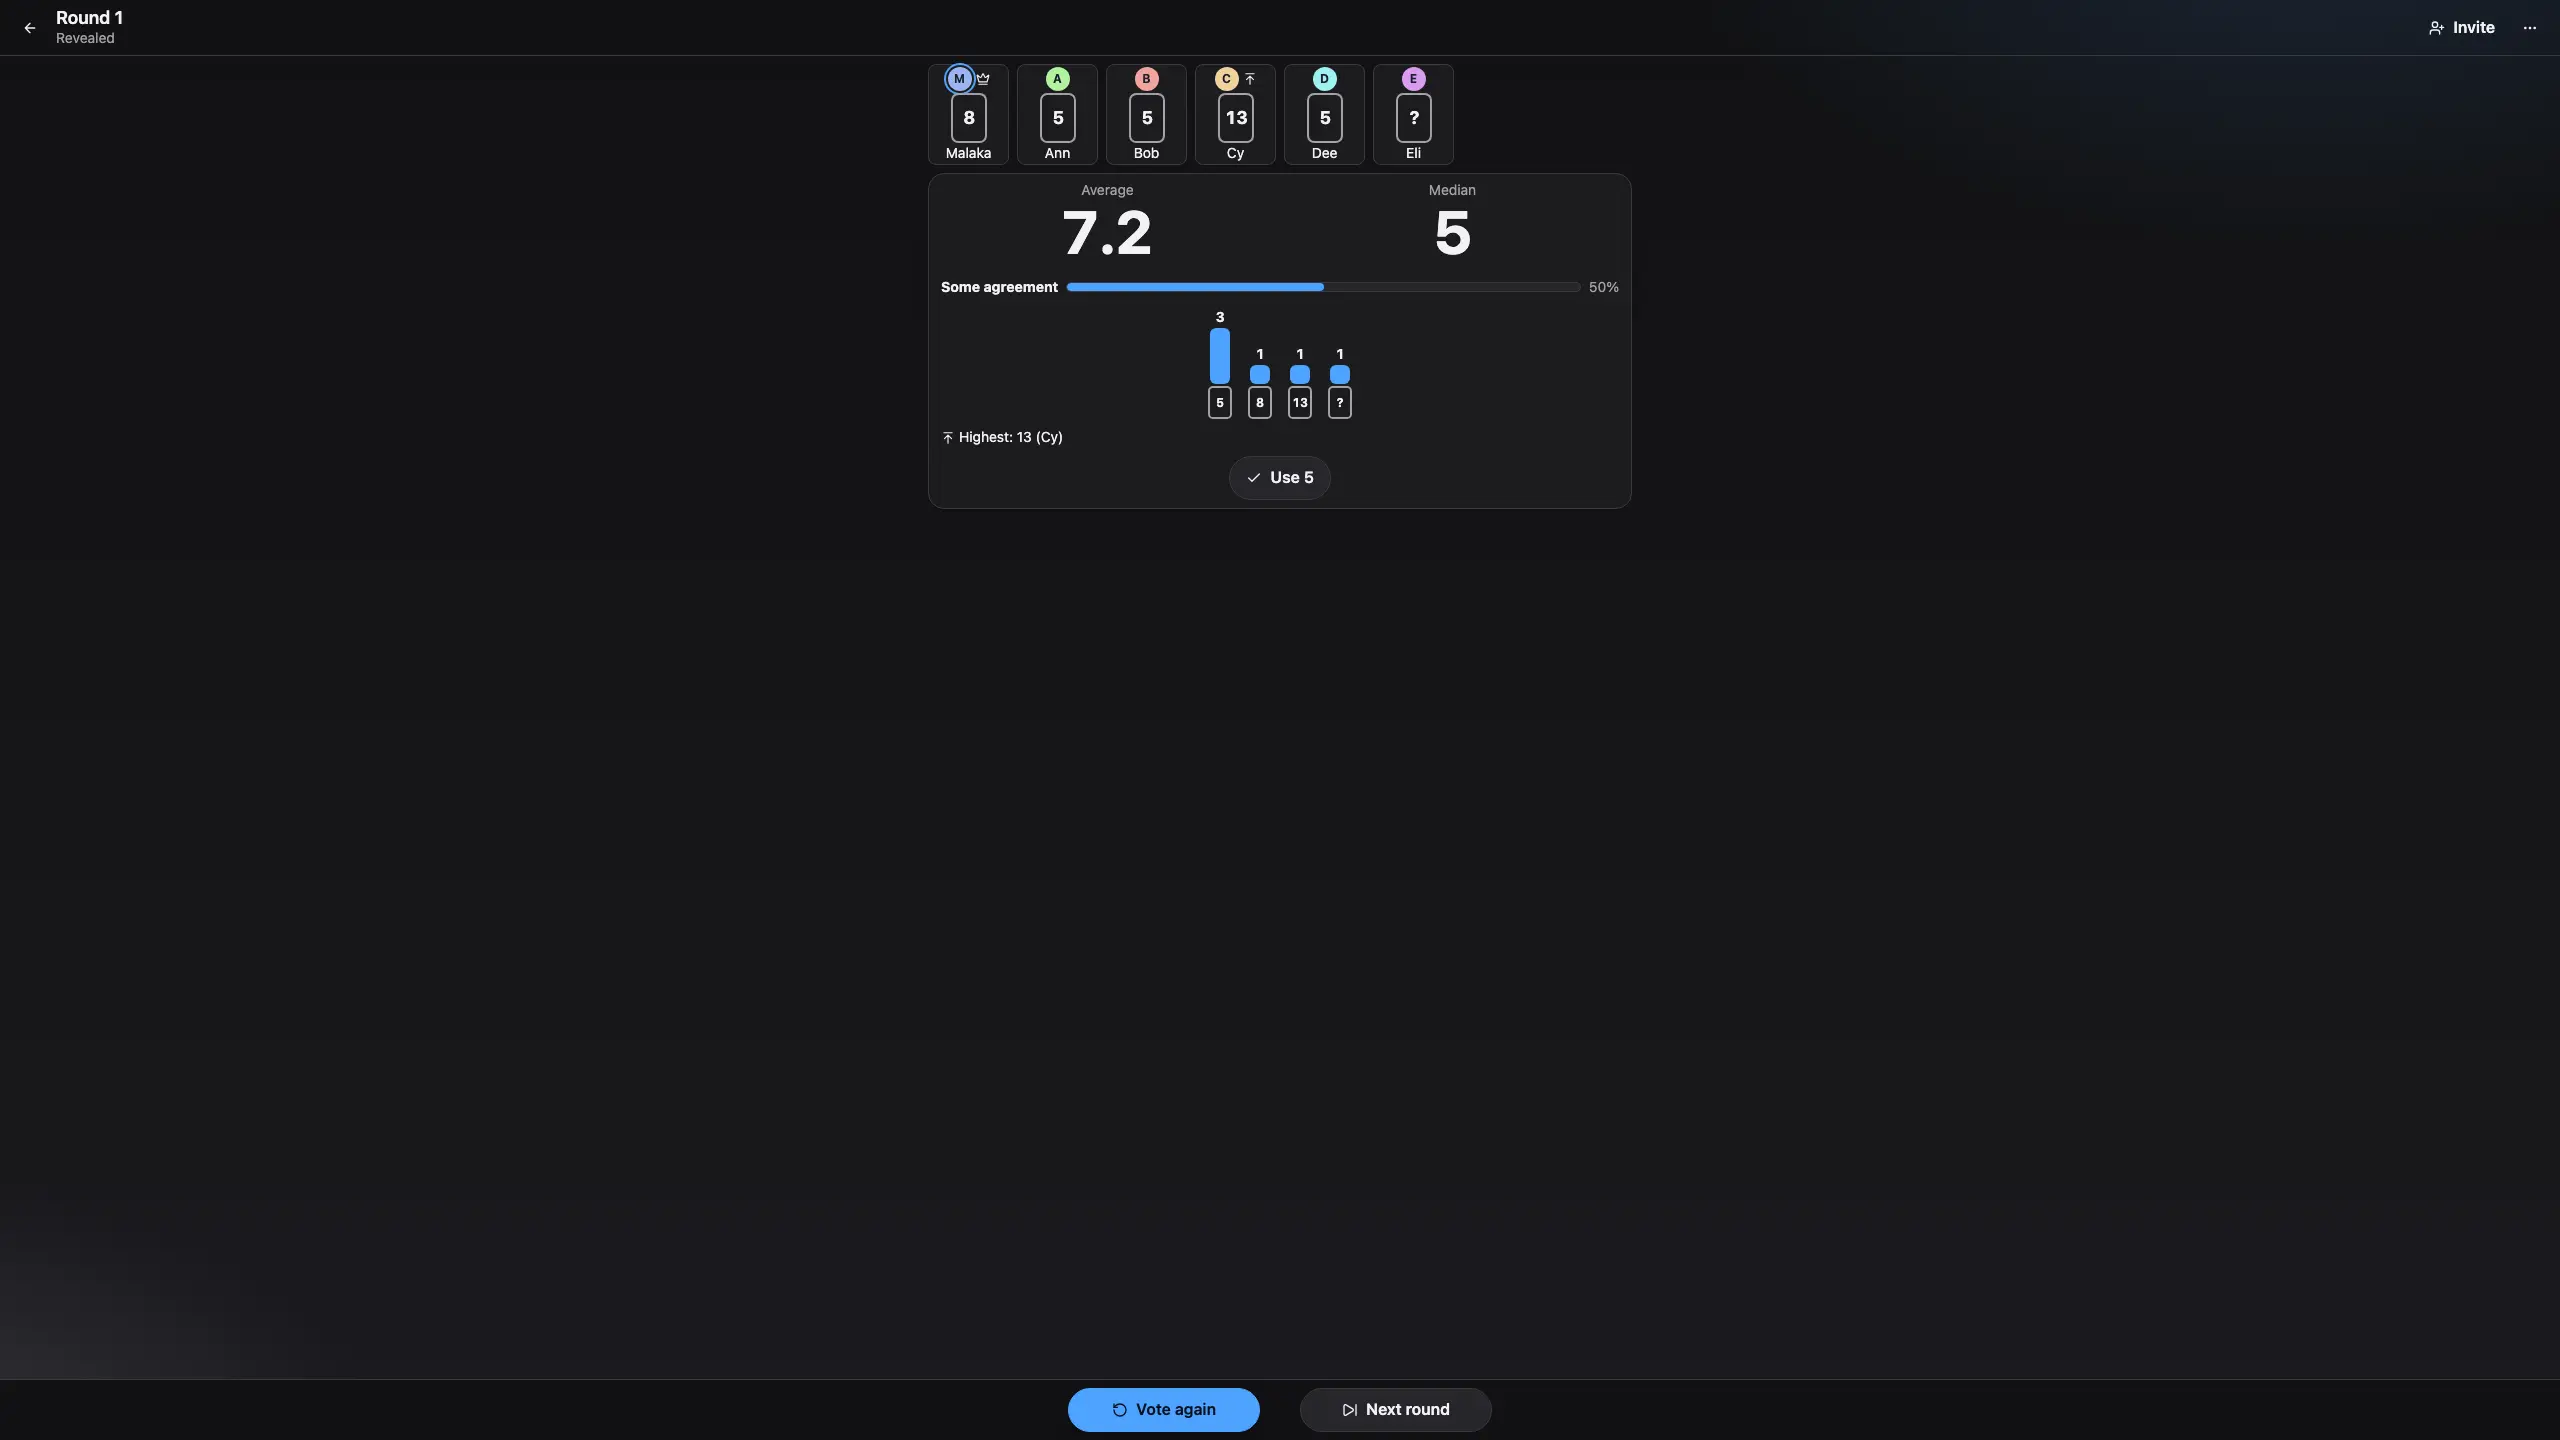 Round 1
Revealed
Invite
M
A
B
C
D
E
8
5
5
13
5
?
Malaka
Ann
Bob
Cy
Dee
Eli
Average
Median
7.2
5
Some agreement
50%
3
1
1
1
5
8
13
?
Highest: 13 (Cy)
Use 5
Vote again
Next round